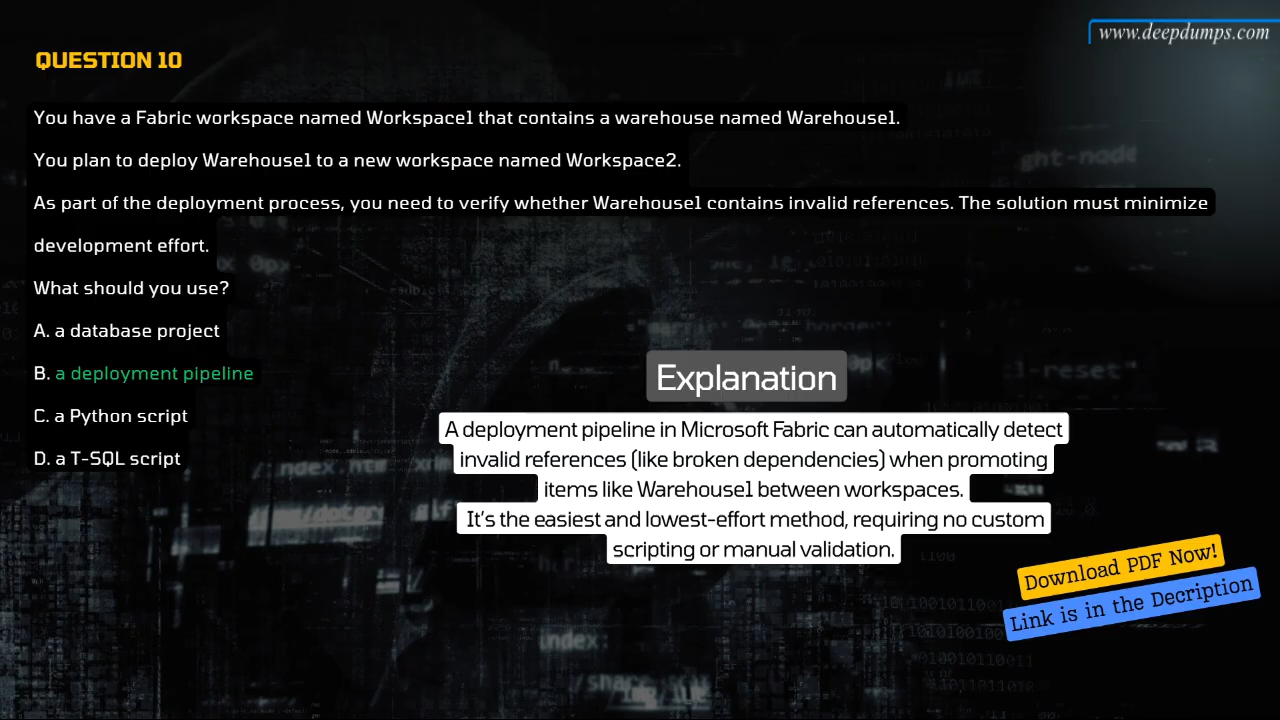 www.deepdumps.com
QUESTION 10
You have a Fabric workspace named Workspace1 that contains a warehouse named Warehouse1.
You plan to deploy Warehouse1 to a new workspace named Workspace2.
As part of the deployment process, you need to verify whether Warehouse1 contains invalid references. The solution must minimize
development effort.
What should you use?
A. a database project
B. a deployment pipeline
C. a Python script
D. a T-SQL script
Explanation
A deployment pipeline in Microsoft Fabric can automatically detect
invalid references (like broken dependencies) when promoting
items like Warehouse1 between workspaces.
It's the easiest and lowest-effort method, requiring no custom
scripting or manual validation.
Download PDF Now!
Link is in the Decription